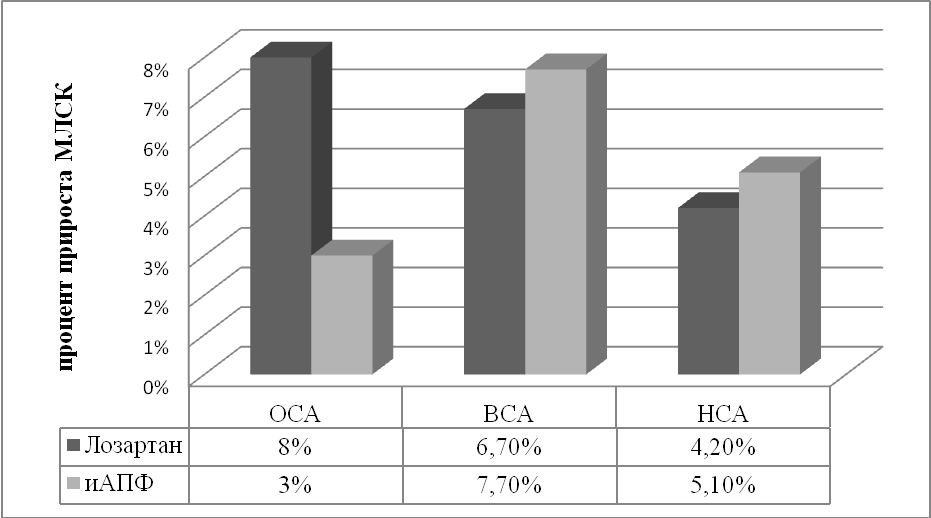 процент прироста МЛСК
8%
7%
6%
5%
4%
3%
2%
1%
0%
ОСА ВСА НСА
Лозартан 8% 6,70% 4,20%
иАПФ 3% 7,70% 5,10%